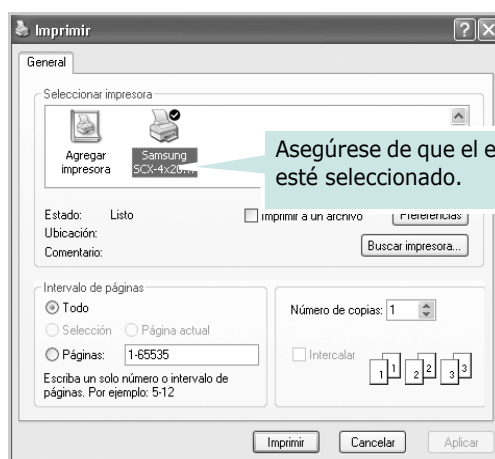 Imprimir
General
Seleccionar impresora
Agregar impresora
Samsung SCX-4x20...
Asegúrese de que el e
esté seleccionado.
Estado: Listo
Ubicación:
Comentario:
Imprimir a un archivo
Preferencias
Buscar impresora...
Intervalo de páginas
Todo
Selección
Página actual
Páginas: 1-65535
Escriba un solo número o intervalo de
páginas. Por ejemplo: 5-12
Número de copias: 1
Intercalar
1 1 2 2 3 3
Imprimir
Cancelar
Aplicar